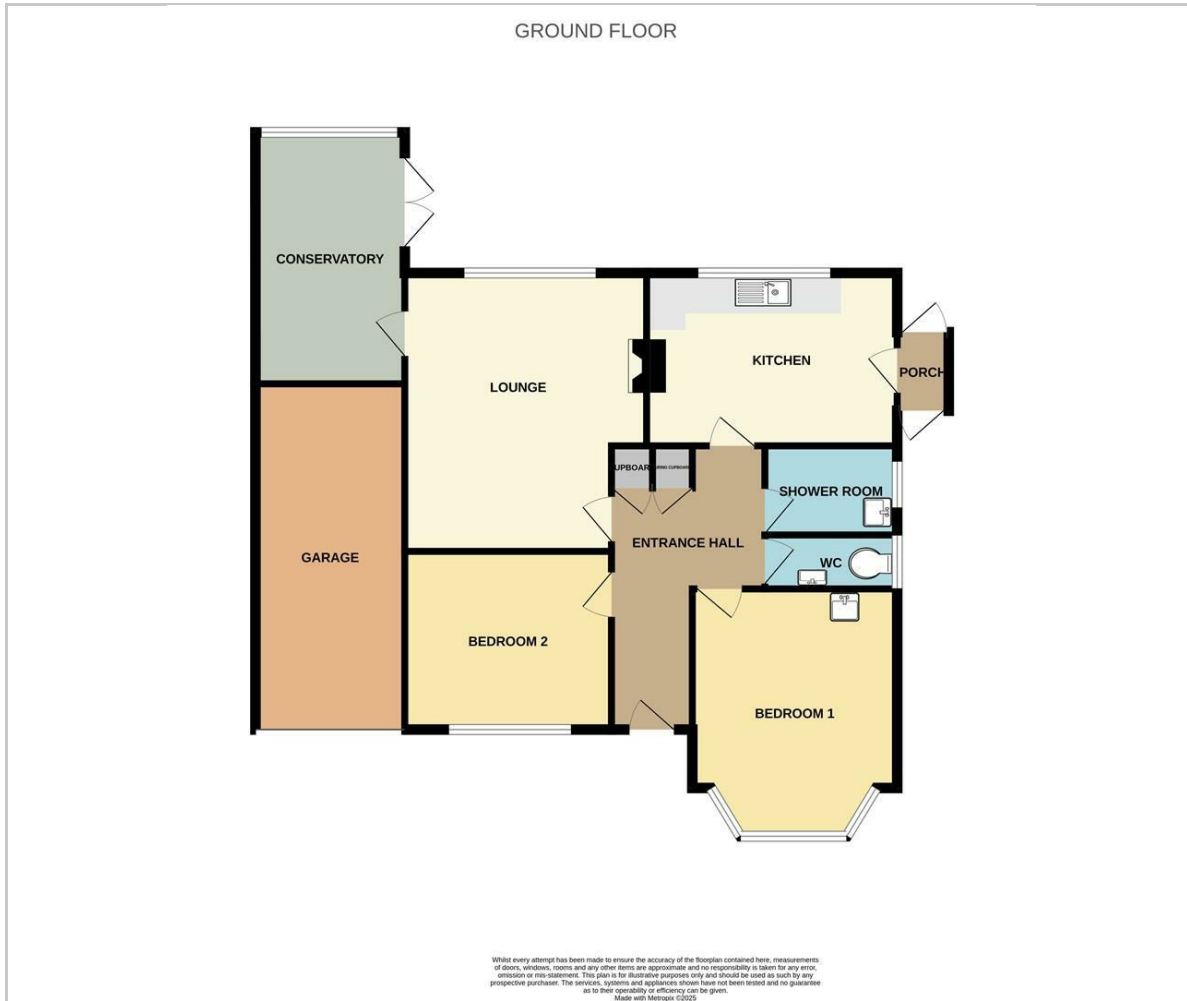 GROUND FLOOR
CONSERVATORY
LOUNGE
KITCHEN
PORCH
UPBOAR
CUPBOAR
SHOWER ROOM
ENTRANCE HALL
WC
GARAGE
BEDROOM 2
BEDROOM 1
Whilst every attempt has been made to ensure the accuracy of the floorplan contained here, measurements
of doors, windows, rooms and any other items are approximate and no responsibility is taken for any error,
omission or mis-statement. This plan is for illustrative purposes only and should be used as such by any
prospective purchaser. The services, systems and appliances shown have not been tested and no guarantee
as to their operability or efficiency can be given.
Made with Metropix ©2025